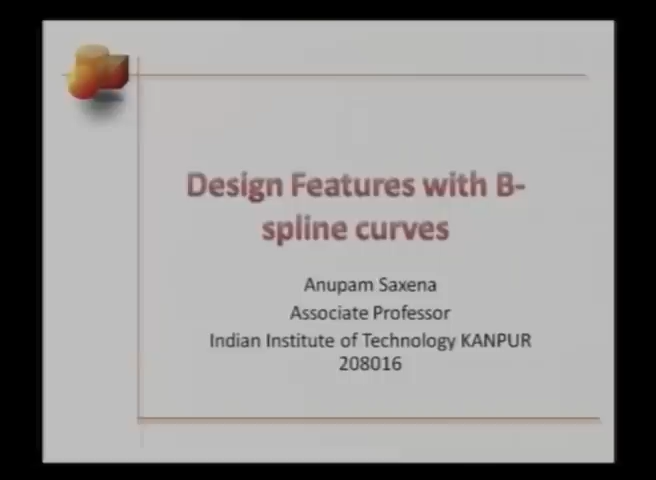 Design Features with B-
spline curves
Anupam Saxena
Associate Professor
Indian Institute of Technology KANPUR
208016